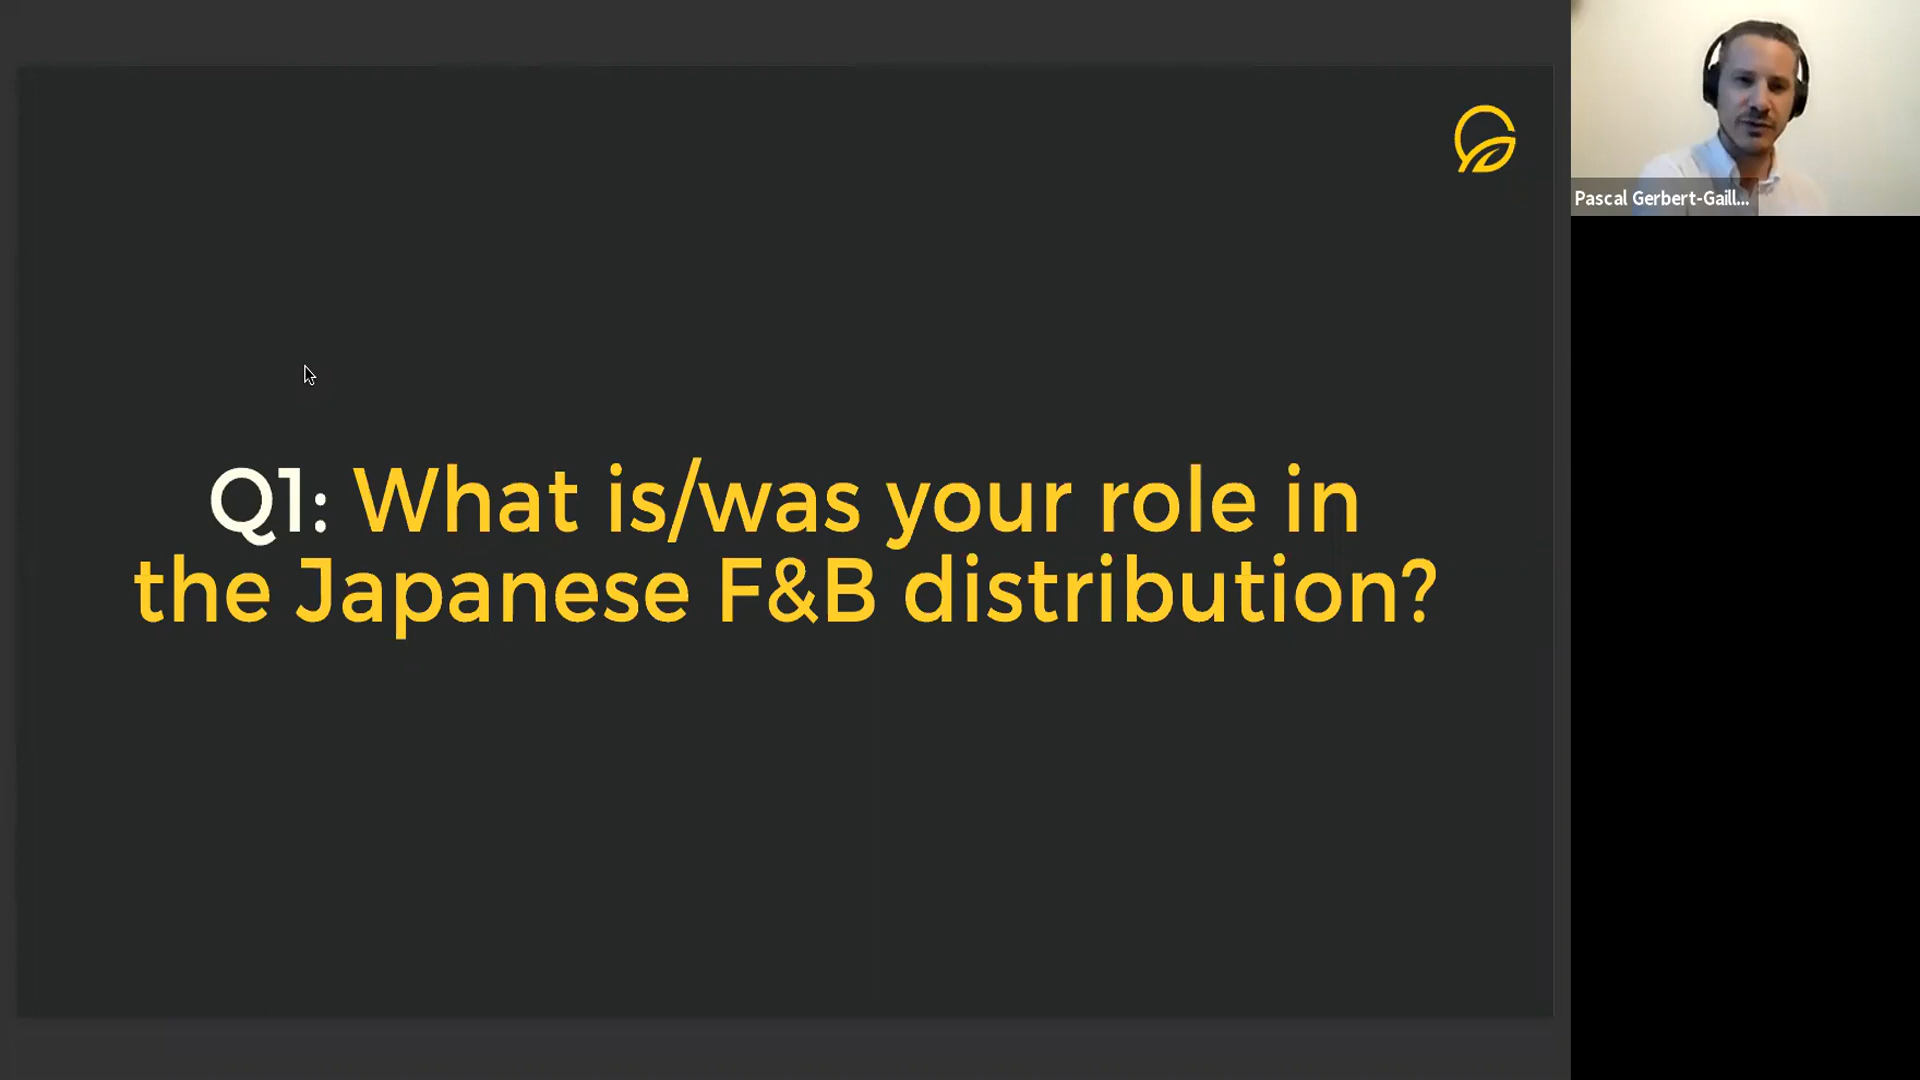 Q1: What is/was your role in
the Japanese F&B distribution?
Pascal Gerbert-Gaill...